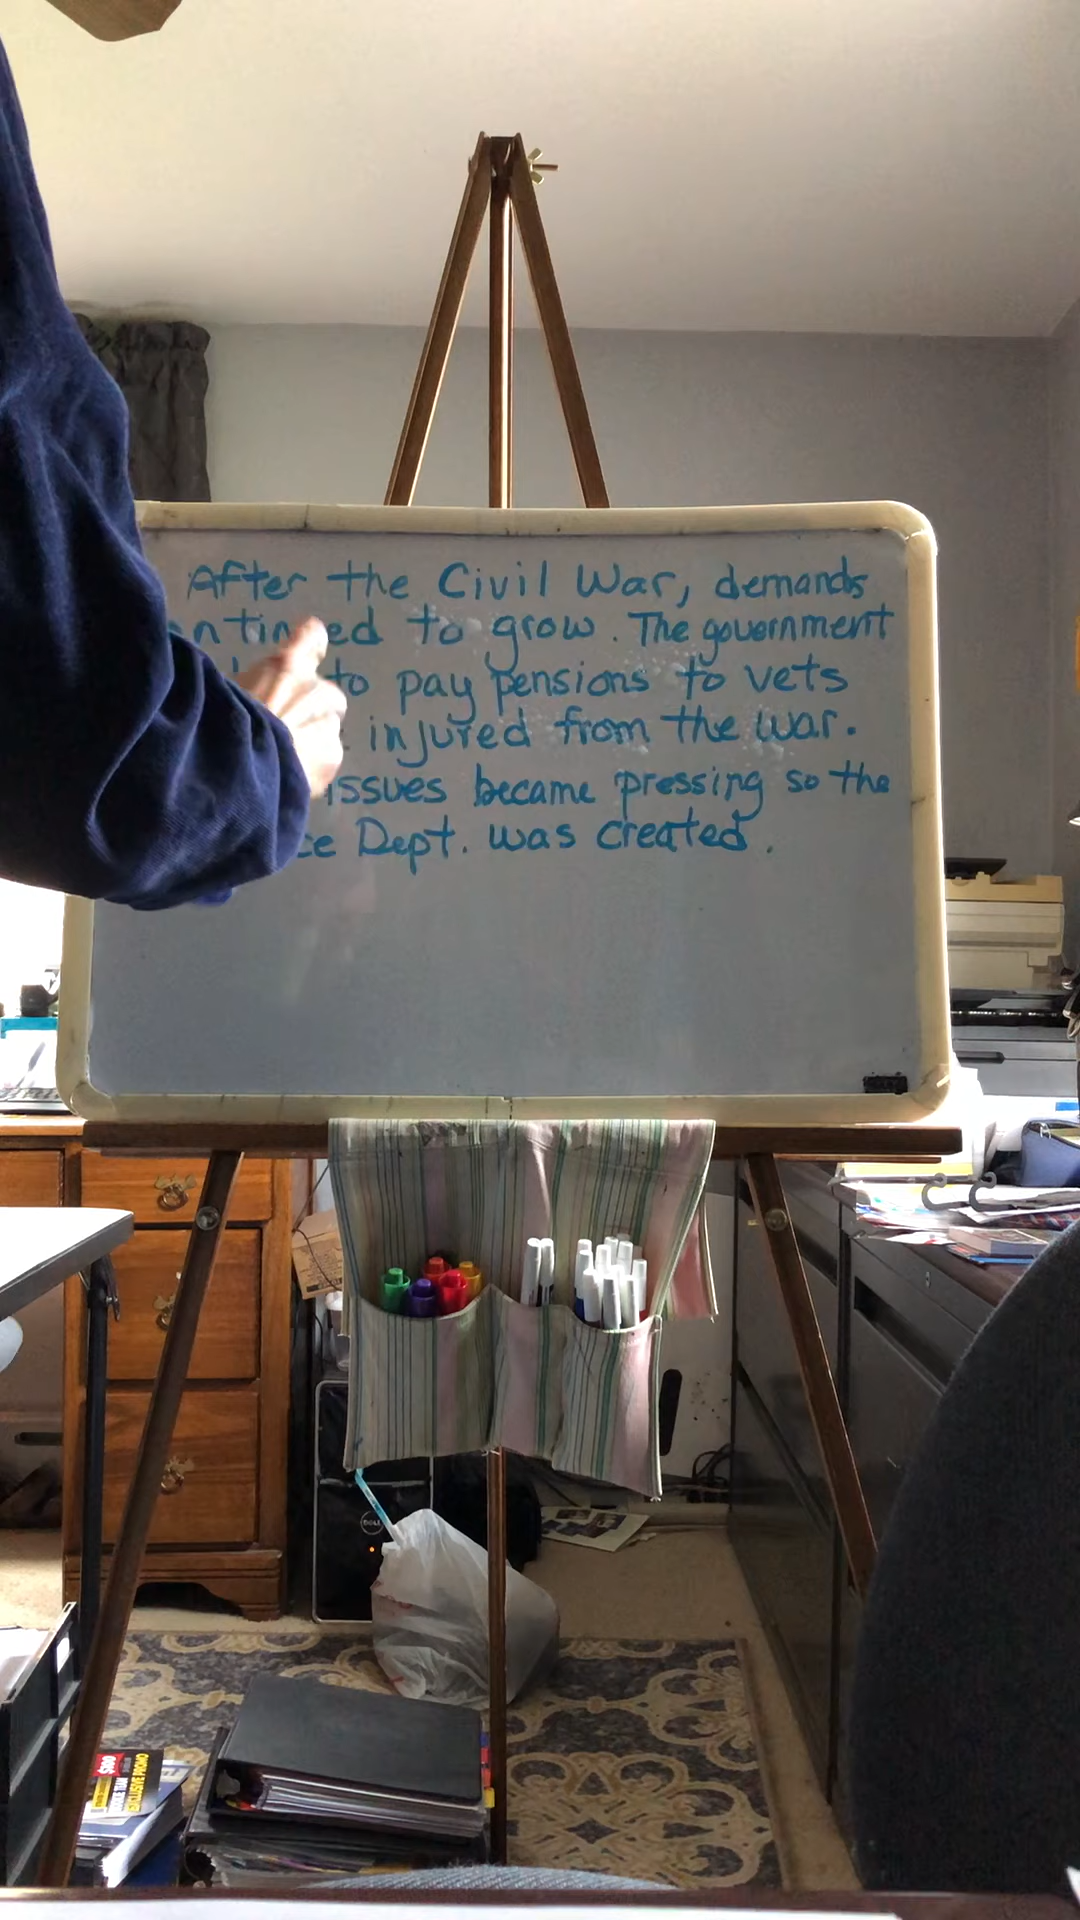 After the Civil War, demands
to grow. The government
to pay pensions to vets
injured from the war.
issues became pressing so the
Dept. was created.
DELL